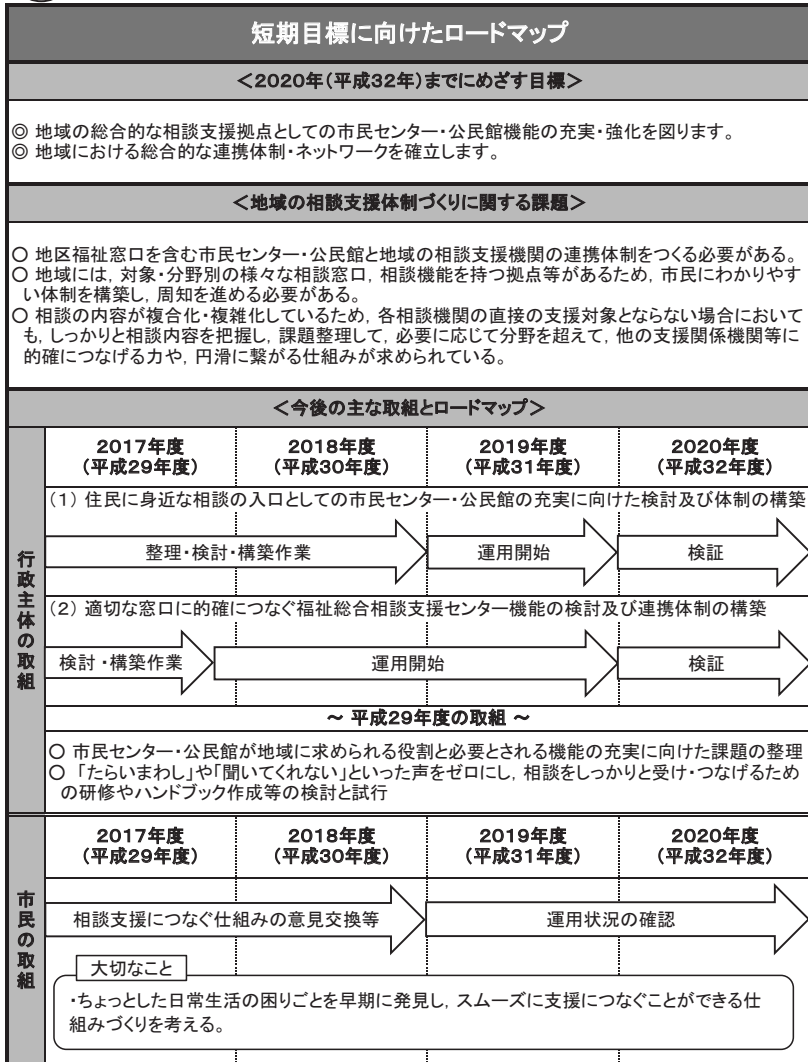 短期目標に向けたロードマップ
＜2020年(平成32年)までにめざす目標＞
◎ 地域の総合的な相談支援拠点としての市民センター・公民館機能の充実・強化を図ります。
◎ 地域における総合的な連携体制・ネットワークを確立します。
＜地域の相談支援体制づくりに関する課題＞
○ 地区福祉窓口を含む市民センター・公民館と地域の相談支援機関の連携体制をつくる必要がある。
○ 地域には，対象・分野別の様々な相談窓口，相談機能を持つ拠点等があるため，市民にわかりやす
い体制を構築し，周知を進める必要がある。
○ 相談の内容が複合化・複雑化しているため，各相談機関の直接の支援対象とならない場合において
も，しっかりと相談内容を把握し，課題整理して，必要に応じて分野を超えて，他の支援関係機関等に
的確につなげる力や，円滑に繋がる仕組みが求められている。
＜今後の主な取組とロードマップ＞
行政主体の取組
2017年度 2018年度 2019年度 2020年度
(平成29年度) (平成30年度) (平成31年度) (平成32年度)
(1) 住民に身近な相談の入口としての市民センター・公民館の充実に向けた検討及び体制の構築
整理・検討・構築作業 運用開始 検証
(2) 適切な窓口に的確につなぐ福祉総合相談支援センター機能の検討及び連携体制の構築
検討・構築作業 運用開始 検証
～ 平成29年度の取組 ～
○ 市民センター・公民館が地域に求められる役割と必要とされる機能の充実に向けた課題の整理
○ 「たらいまわし」や「聞いてくれない」といった声をゼロにし，相談をしっかりと受け・つなげるため
の研修やハンドブック作成等の検討と試行
市民の取組
2017年度 2018年度 2019年度 2020年度
(平成29年度) (平成30年度) (平成31年度) (平成32年度)
相談支援につなぐ仕組みの意見交換等 運用状況の確認
大切なこと
・ちょっとした日常生活の困りごとを早期に発見し，スムーズに支援につなぐことができる仕
組みづくりを考える。